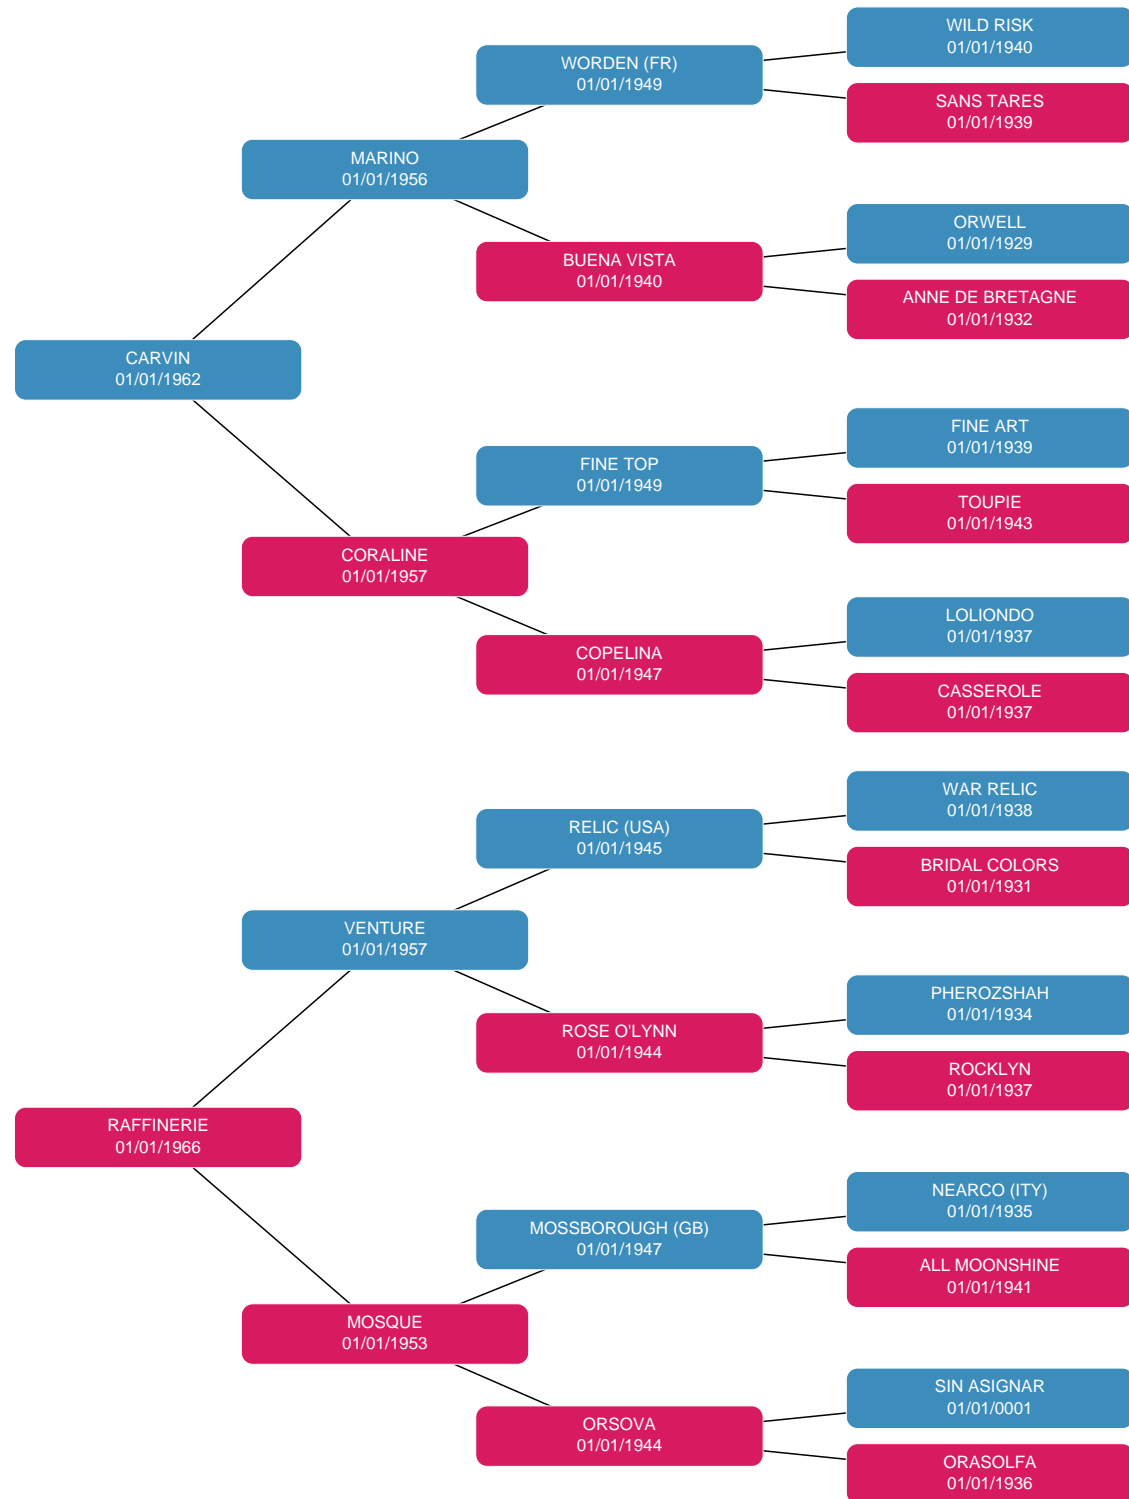 WILD RISK
01/01/1940
WORDEN (FR)
01/01/1949
SANS TARES
01/01/1939
MARINO
01/01/1956
ORWELL
01/01/1929
BUENA VISTA
01/01/1940
ANNE DE BRETAGNE
01/01/1932
CARVIN
01/01/1962
FINE ART
01/01/1939
FINE TOP
01/01/1949
TOUPIE
01/01/1943
CORALINE
01/01/1957
LOLIONDO
01/01/1937
COPELINA
01/01/1947
CASSEROLE
01/01/1937
WAR RELIC
01/01/1938
RELIC (USA)
01/01/1945
BRIDAL COLORS
01/01/1931
VENTURE
01/01/1957
PHEROZSHAH
01/01/1934
ROSE O'LYNN
01/01/1944
ROCKLYN
01/01/1937
RAFFINERIE
01/01/1966
NEARCO (ITY)
01/01/1935
MOSSBOROUGH (GB)
01/01/1947
ALL MOONSHINE
01/01/1941
MOSQUE
01/01/1953
SIN ASIGNAR
01/01/0001
ORSOVA
01/01/1944
ORASOLFA
01/01/1936